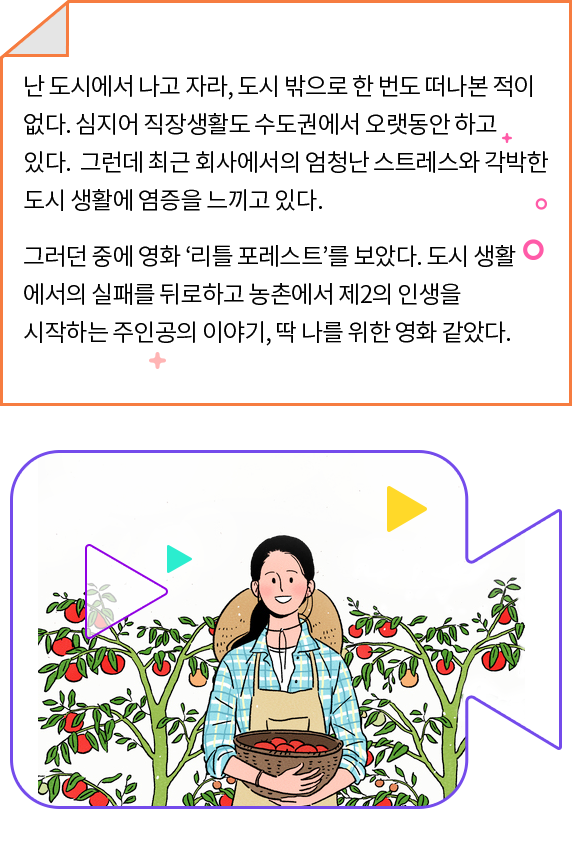 난 도시에서 나고 자라, 도시 밖으로 한 번도 떠나본 적이
없다. 심지어 직장생활도 수도권에서 오랫동안 하고
있다. 그런데 최근 회사에서의 엄청난 스트레스와 각박한
도시 생활에 염증을 느끼고 있다.
그러던 중에 영화 ‘리틀 포레스트’를 보았다. 도시 생활
에서의 실패를 뒤로하고 농촌에서 제2의 인생을
시작하는 주인공의 이야기, 딱 나를 위한 영화 같았다.